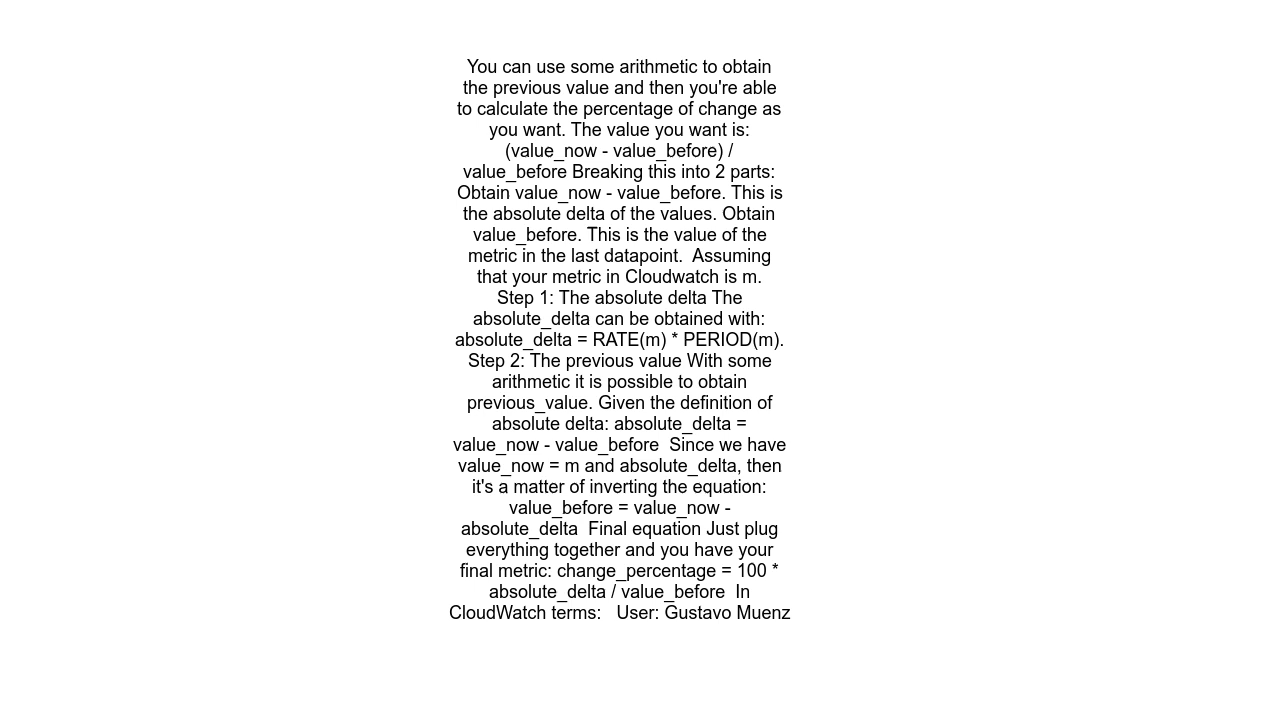 You can use some arithmetic to obtain
the previous value and then you're able
to calculate the percentage of change as
you want. The value you want is:
(value_now - value_before) /
value_before Breaking this into 2 parts:
Obtain value_now - value_before. This is
the absolute delta of the values. Obtain
value_before. This is the value of the
metric in the last datapoint.  Assuming
that your metric in Cloudwatch is m.
Step 1: The absolute delta The
absolute_delta can be obtained with:
absolute_delta = RATE(m) * PERIOD(m).
Step 2: The previous value With some
arithmetic it is possible to obtain
previous_value. Given the definition of
absolute delta: absolute_delta =
value_now - value_before  Since we have
value_now = m and absolute_delta, then
it's a matter of inverting the equation:
value_before = value_now -
absolute_delta  Final equation Just plug
everything together and you have your
final metric: change_percentage = 100 *
absolute_delta / value_before  In
CloudWatch terms:   User: Gustavo Muenz